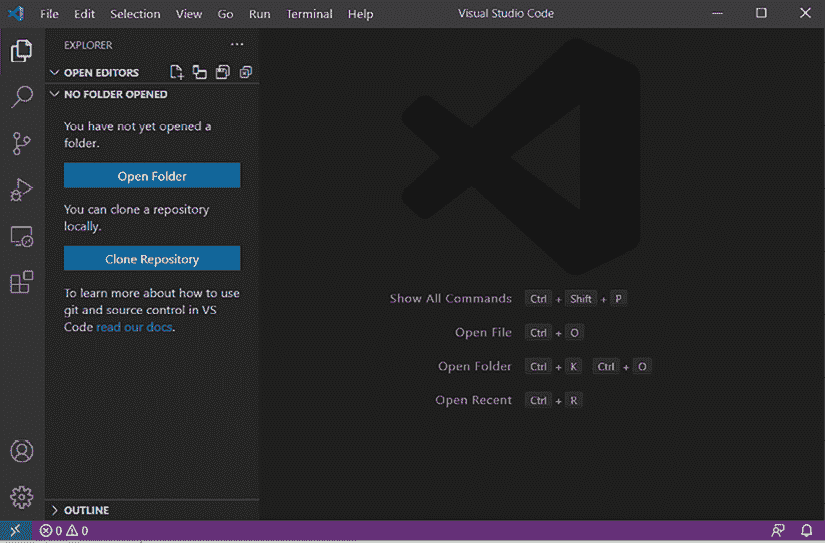 File Edit Selection View Go Run Terminal Help Visual Studio Code
EXPLORER
OPEN EDITORS
NO FOLDER OPENED
You have not yet opened a
folder.
Open Folder
You can clone a repository
locally.
Clone Repository
To learn more about how to use
git and source control in VS
Code read our docs.
Show All Commands Ctrl + Shift + P
Open File Ctrl + O
Open Folder Ctrl + K Ctrl + O
Open Recent Ctrl + R
OUTLINE
0 0